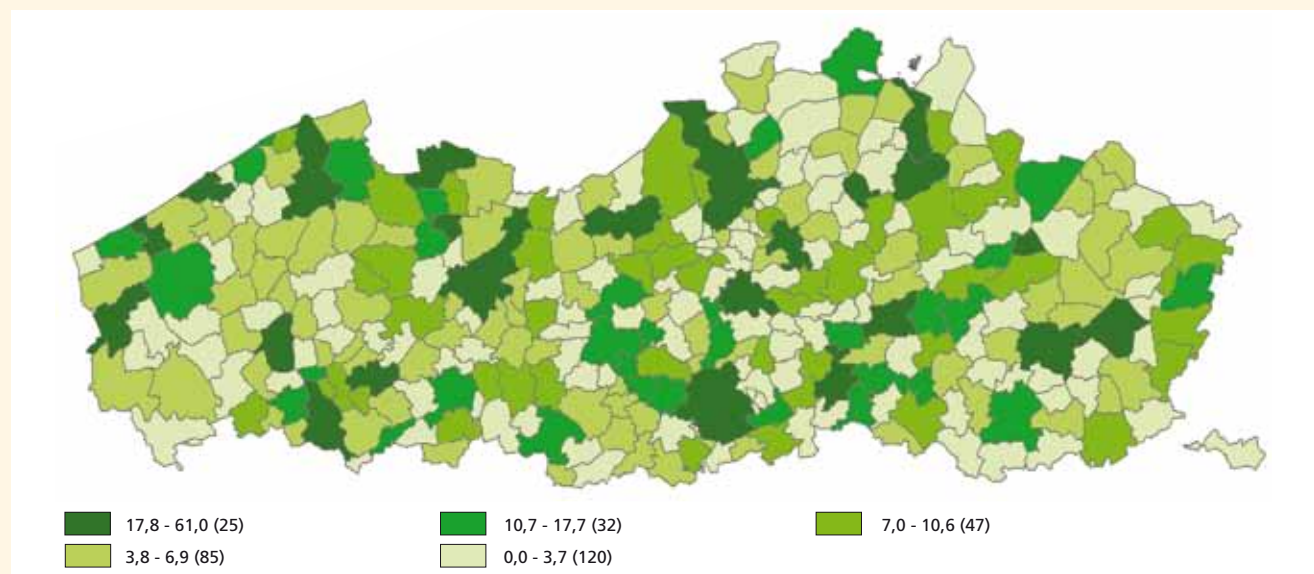 17,8 - 61,0 (25) 10,7 - 17,7 (32) 7,0 - 10,6 (47)
3,8 - 6,9 (85) 0,0 - 3,7 (120)